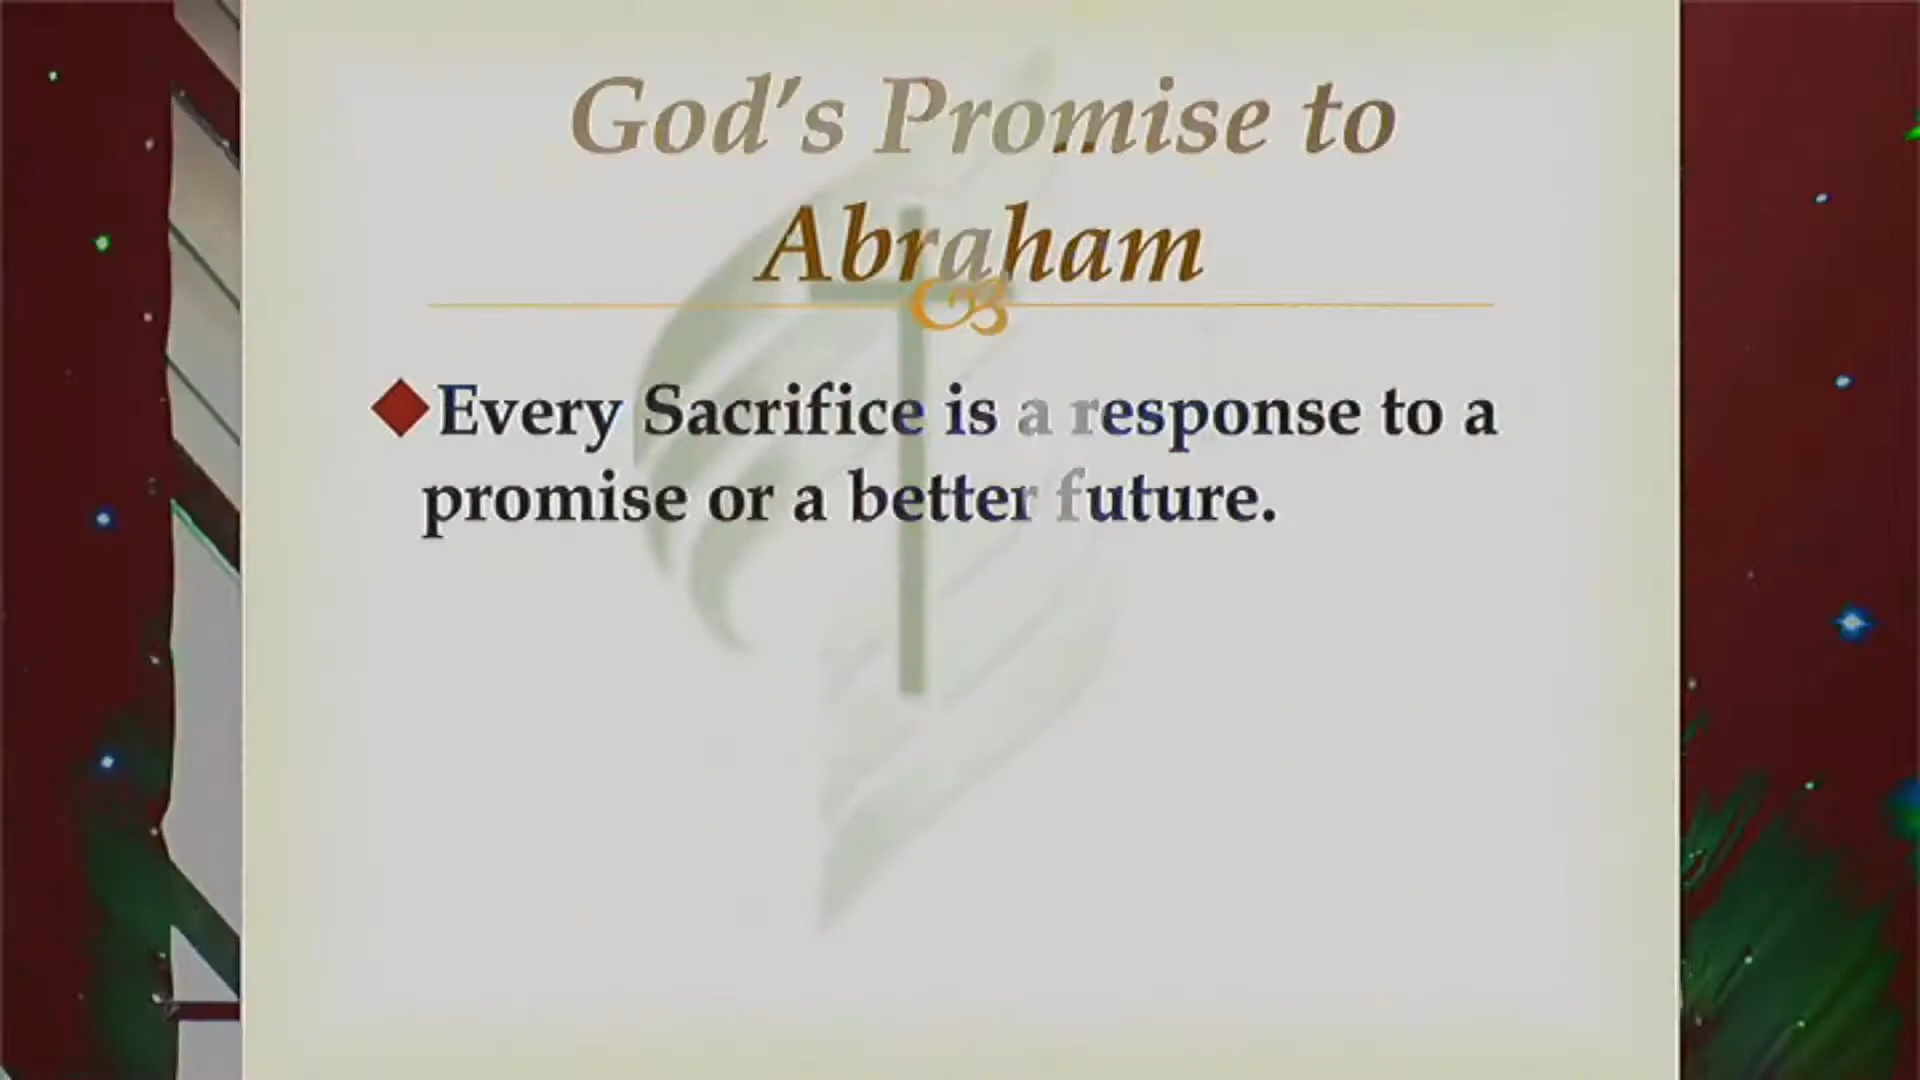 God's Promise to
Abraham
Every Sacrifice is a response to a
promise or a better future.